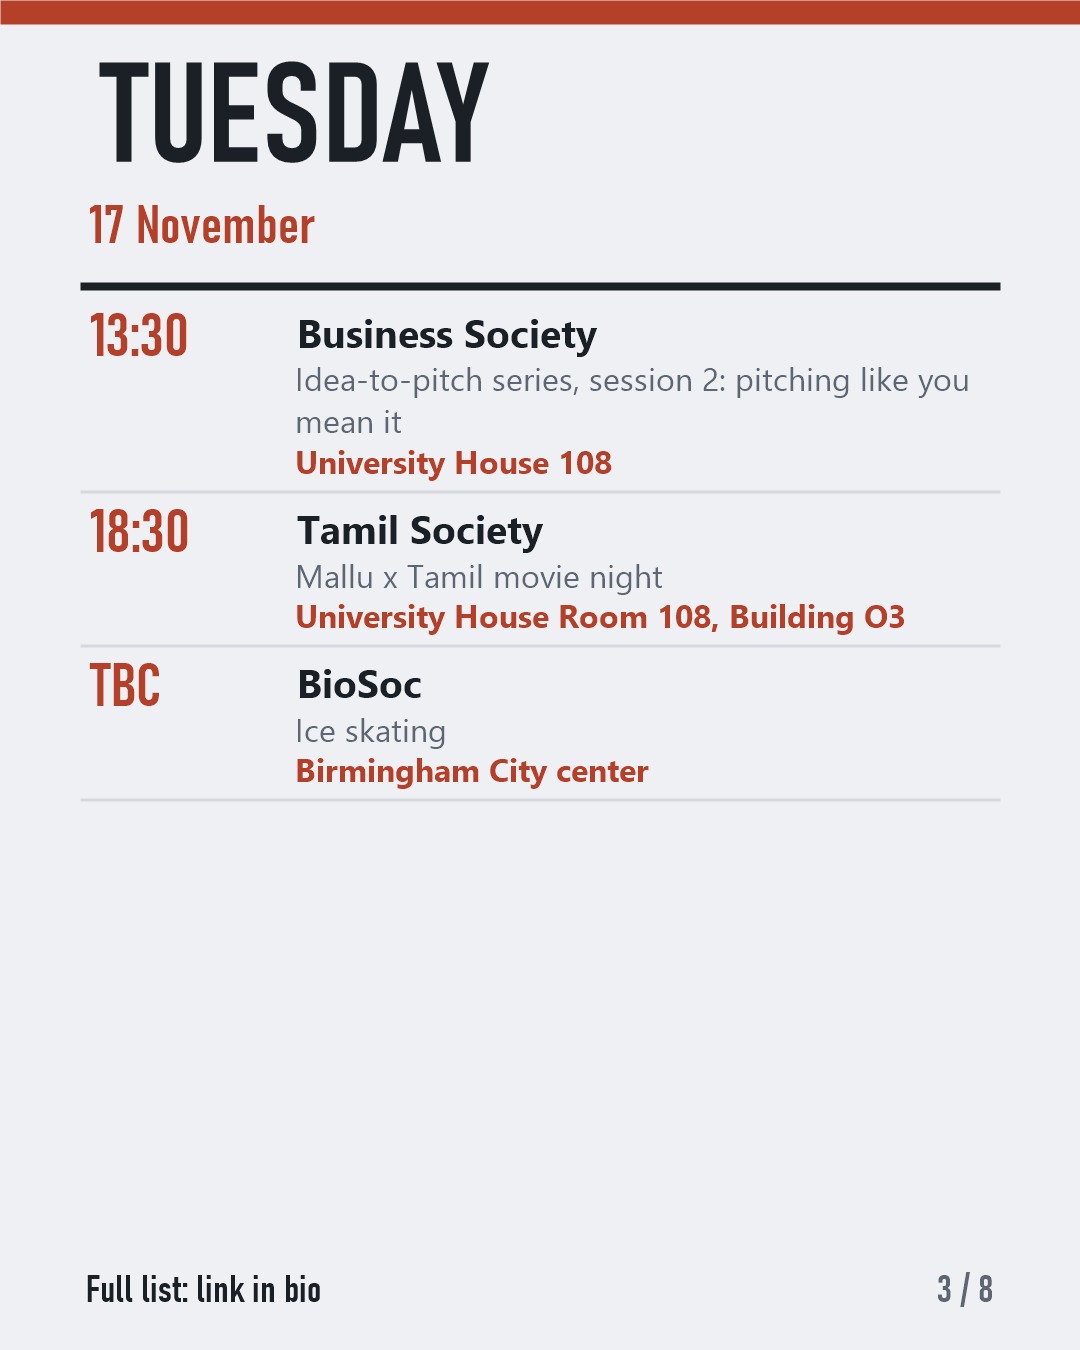 TUESDAY
17 November
13:30
Business Society
Idea-to-pitch series, session 2: pitching like you
mean it
University House 108
18:30
Tamil Society
Mallu x Tamil movie night
University House Room 108, Building O3
TBC
BioSoc
Ice skating
Birmingham City center
Full list: link in bio
3 / 8